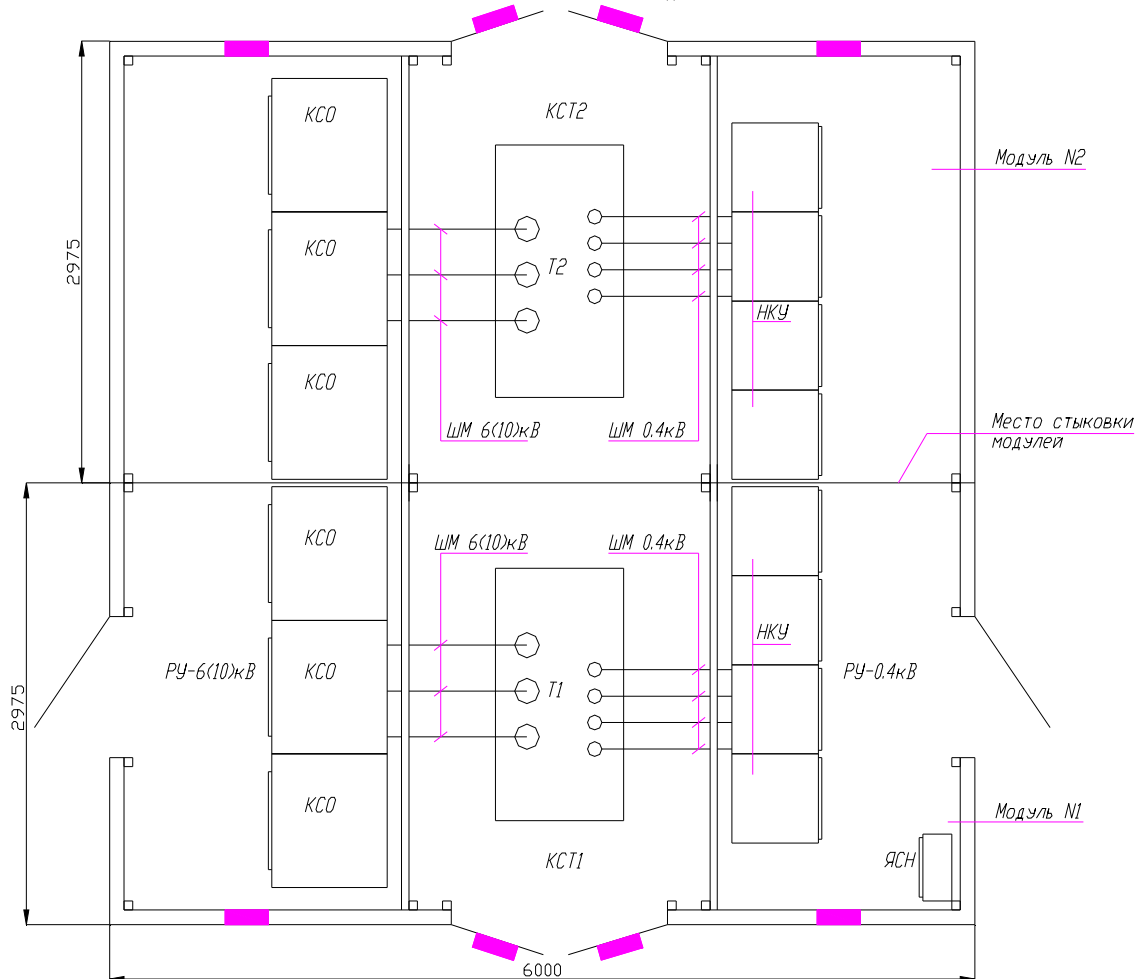 КСО
КСТ2
Модуль N2
КСО
2975
Т2
НКУ
КСО
ШМ 6(10)кВ
ШМ 0.4кВ
Место стыковки
модулей
КСО
ШМ 6(10)кВ
ШМ 0.4кВ
НКУ
РУ-6(10)кВ
КСО
Т1
РУ-0.4кВ
2975
КСО
Модуль N1
КСТ1
ЯСН
6000